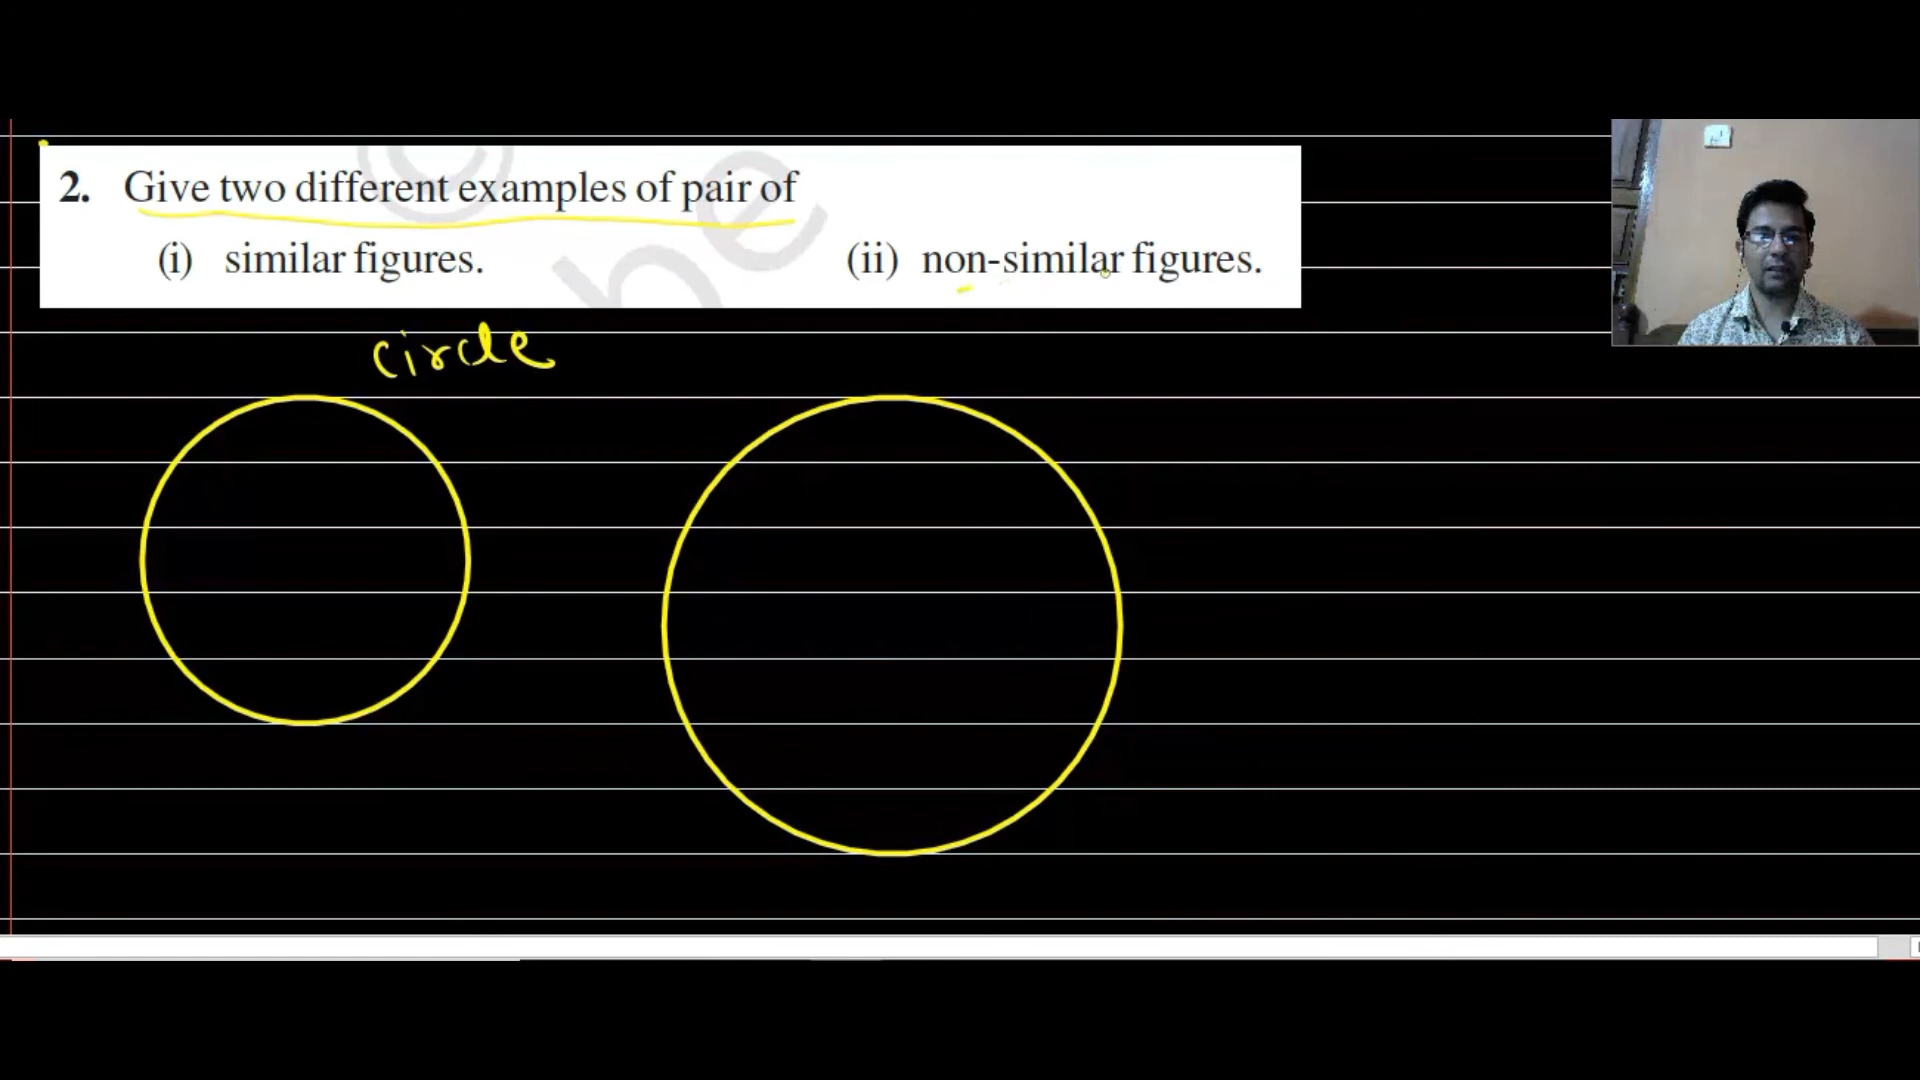 2. Give two different examples of pair of
(i) similar figures. (ii) non-similar figures.
circle